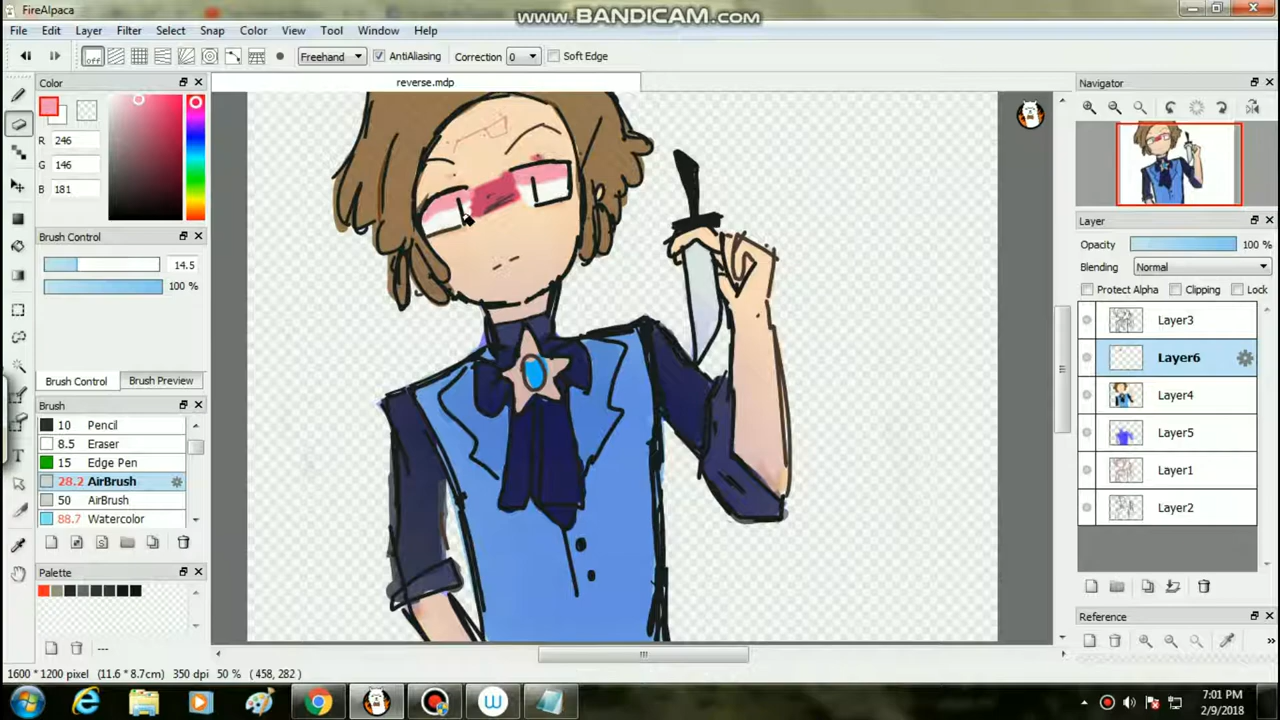 FireAlpaca
www.BANDICAM.com
File Edit Layer Filter Select Snap Color View Tool Window Help
off Freehand AntiAliasing Correction 0 Soft Edge
Color
reverse.mdp
Navigator
R 246
G 146
B 181
Layer
Brush Control
Opacity 100 %
14.5
Blending Normal
100 %
Protect Alpha Clipping Lock
Layer3
Layer6
Brush Control Brush Preview
Layer4
Brush
10 Pencil
Layer5
8.5 Eraser
15 Edge Pen
Layer1
28.2 AirBrush
50 AirBrush
Layer2
88.7 Watercolor
Palette
Reference
---
1600 * 1200 pixel (11.6 * 8.7cm) 350 dpi 50 % ( 458, 282 )
7:01 PM
2/9/2018